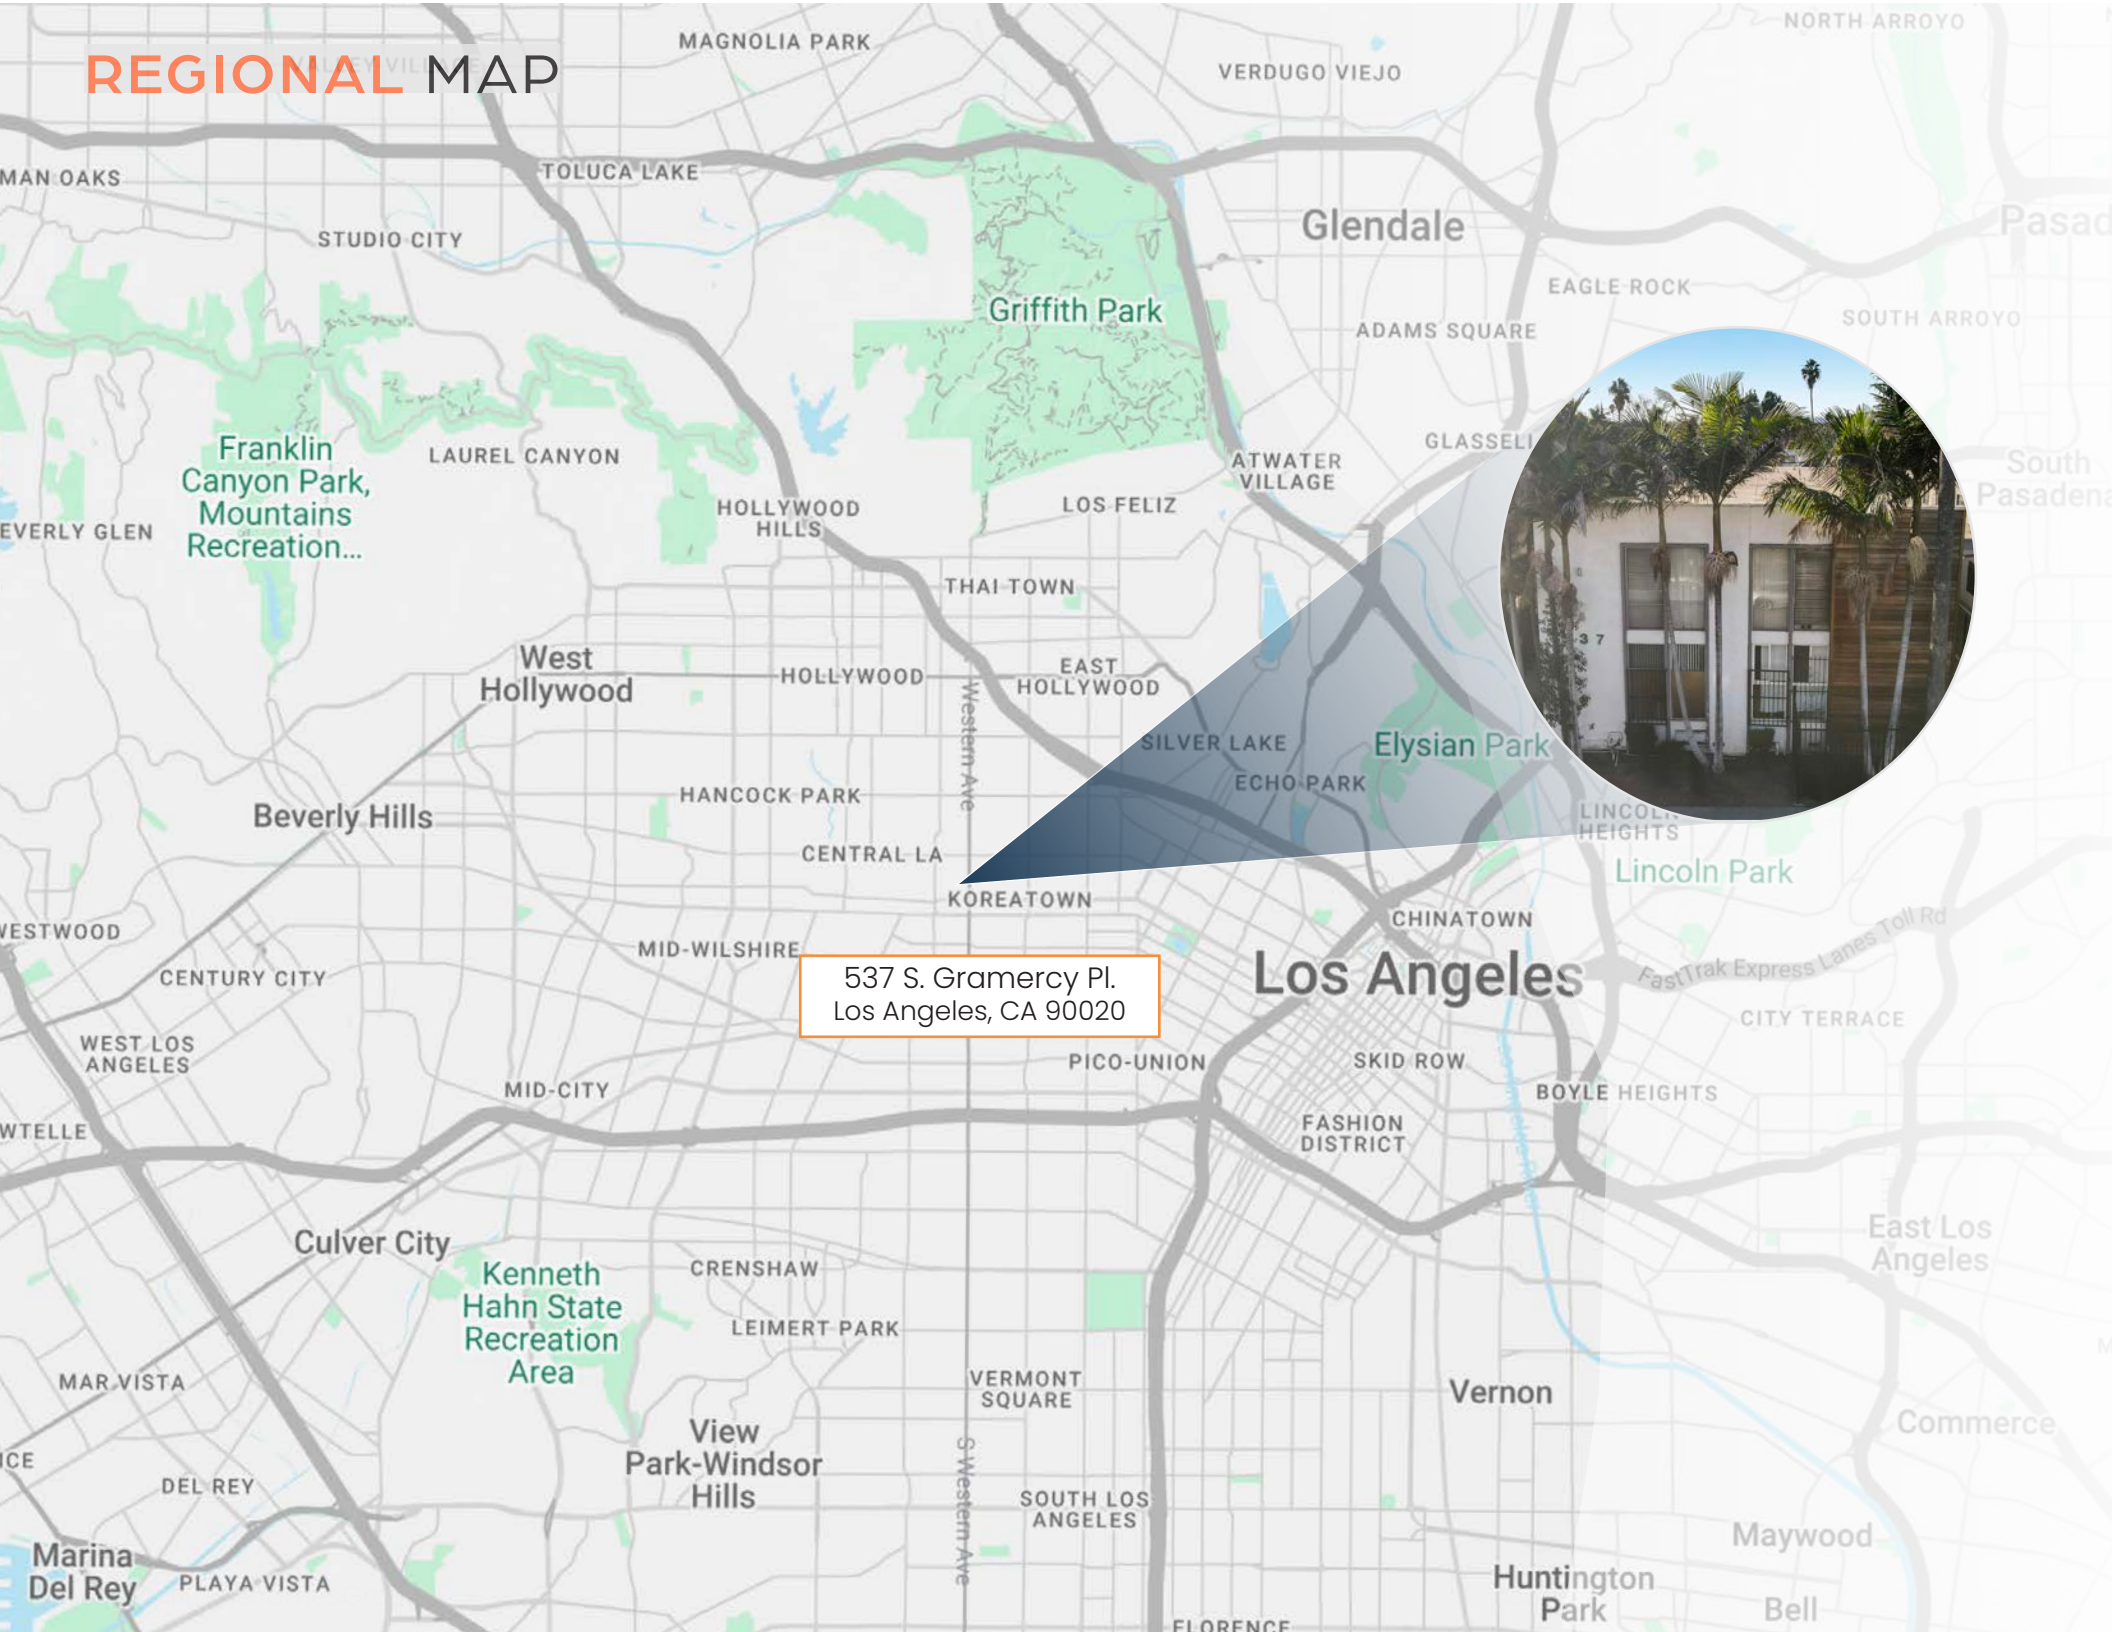 REGIONAL MAP
MAGNOLIA PARK
NORTH ARROYO
VERDUGO VIEJO
MAN OAKS
TOLUCA LAKE
STUDIO CITY
Glendale
Pasad
EAGLE ROCK
Griffith Park
SOUTH ARROYO
ADAMS SQUARE
Franklin
Canyon Park,
Mountains
Recreation...
LAUREL CANYON
GLASSELL
ATWATER
VILLAGE
South
Pasadena
EVERLY GLEN
HOLLYWOOD
HILLS
LOS FELIZ
THAI TOWN
37
West
Hollywood
HOLLYWOOD
EAST
HOLLYWOOD
Western Ave
SILVER LAKE
Elysian Park
ECHO PARK
HANCOCK PARK
Beverly Hills
LINCOLN
HEIGHTS
CENTRAL LA
Lincoln Park
KOREATOWN
CHINATOWN
WESTWOOD
MID-WILSHIRE
FastTrak Express Lanes Toll Rd
CENTURY CITY
537 S. Gramercy Pl.
Los Angeles, CA 90020
Los Angeles
CITY TERRACE
WEST LOS
ANGELES
PICO-UNION
SKID ROW
MID-CITY
BOYLE HEIGHTS
WTELLE
FASHION
DISTRICT
Culver City
East Los
Angeles
Kenneth
Hahn State
Recreation
Area
CRENSHAW
LEIMERT PARK
MAR VISTA
VERMONT
SQUARE
Vernon
View
Park-Windsor
Hills
Commerce
ICE
S Western Ave
DEL REY
SOUTH LOS
ANGELES
Maywood
Marina
Del Rey
PLAYA VISTA
Huntington
Park
Bell
FLORENCE